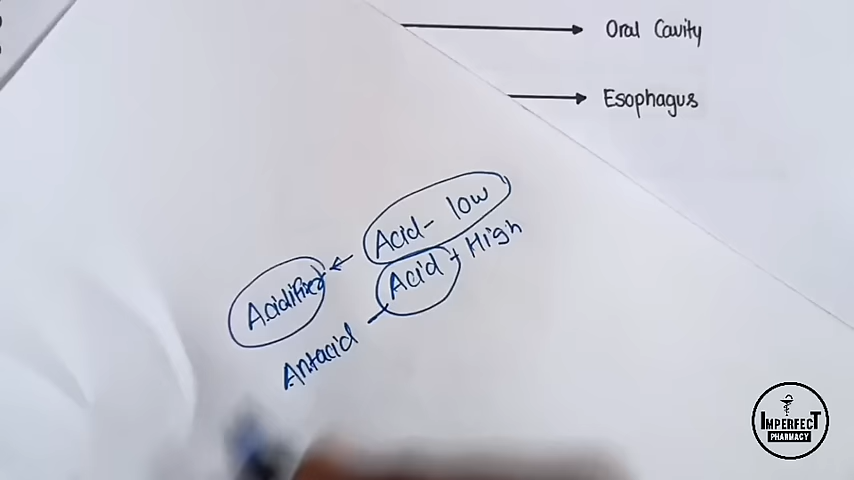 Oral Cavity
Esophagus
Acid- low
Acidifier
Acid + High
Antacid
IMPERFECT
PHARMACY